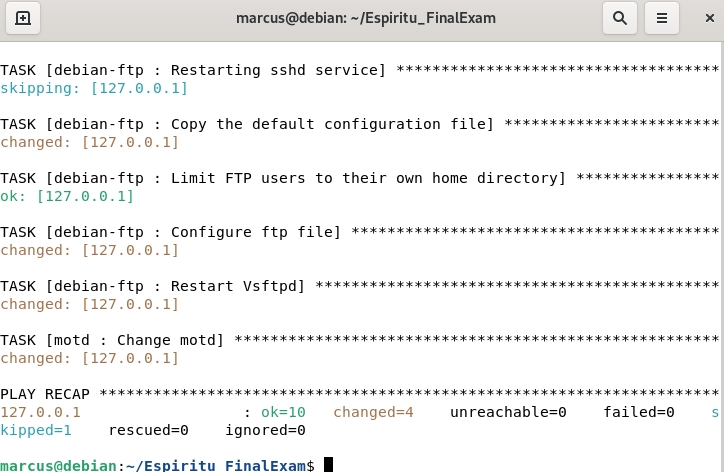 marcus@debian: ~/Espiritu_FinalExam
TASK [debian-ftp : Restarting sshd service] ************************************
skipping: [127.0.0.1]
TASK [debian-ftp : Copy the default configuration file] ************************
changed: [127.0.0.1]
TASK [debian-ftp : Limit FTP users to their own home directory] ****************
ok: [127.0.0.1]
TASK [debian-ftp : Configure ftp file] *****************************************
changed: [127.0.0.1]
TASK [debian-ftp : Restart Vsftpd] *********************************************
changed: [127.0.0.1]
TASK [motd : Change motd] ******************************************************
changed: [127.0.0.1]
PLAY RECAP *********************************************************************
127.0.0.1                  : ok=10   changed=4    unreachable=0    failed=0    s
kipped=1    rescued=0    ignored=0
marcus@debian:~/Espiritu_FinalExam$